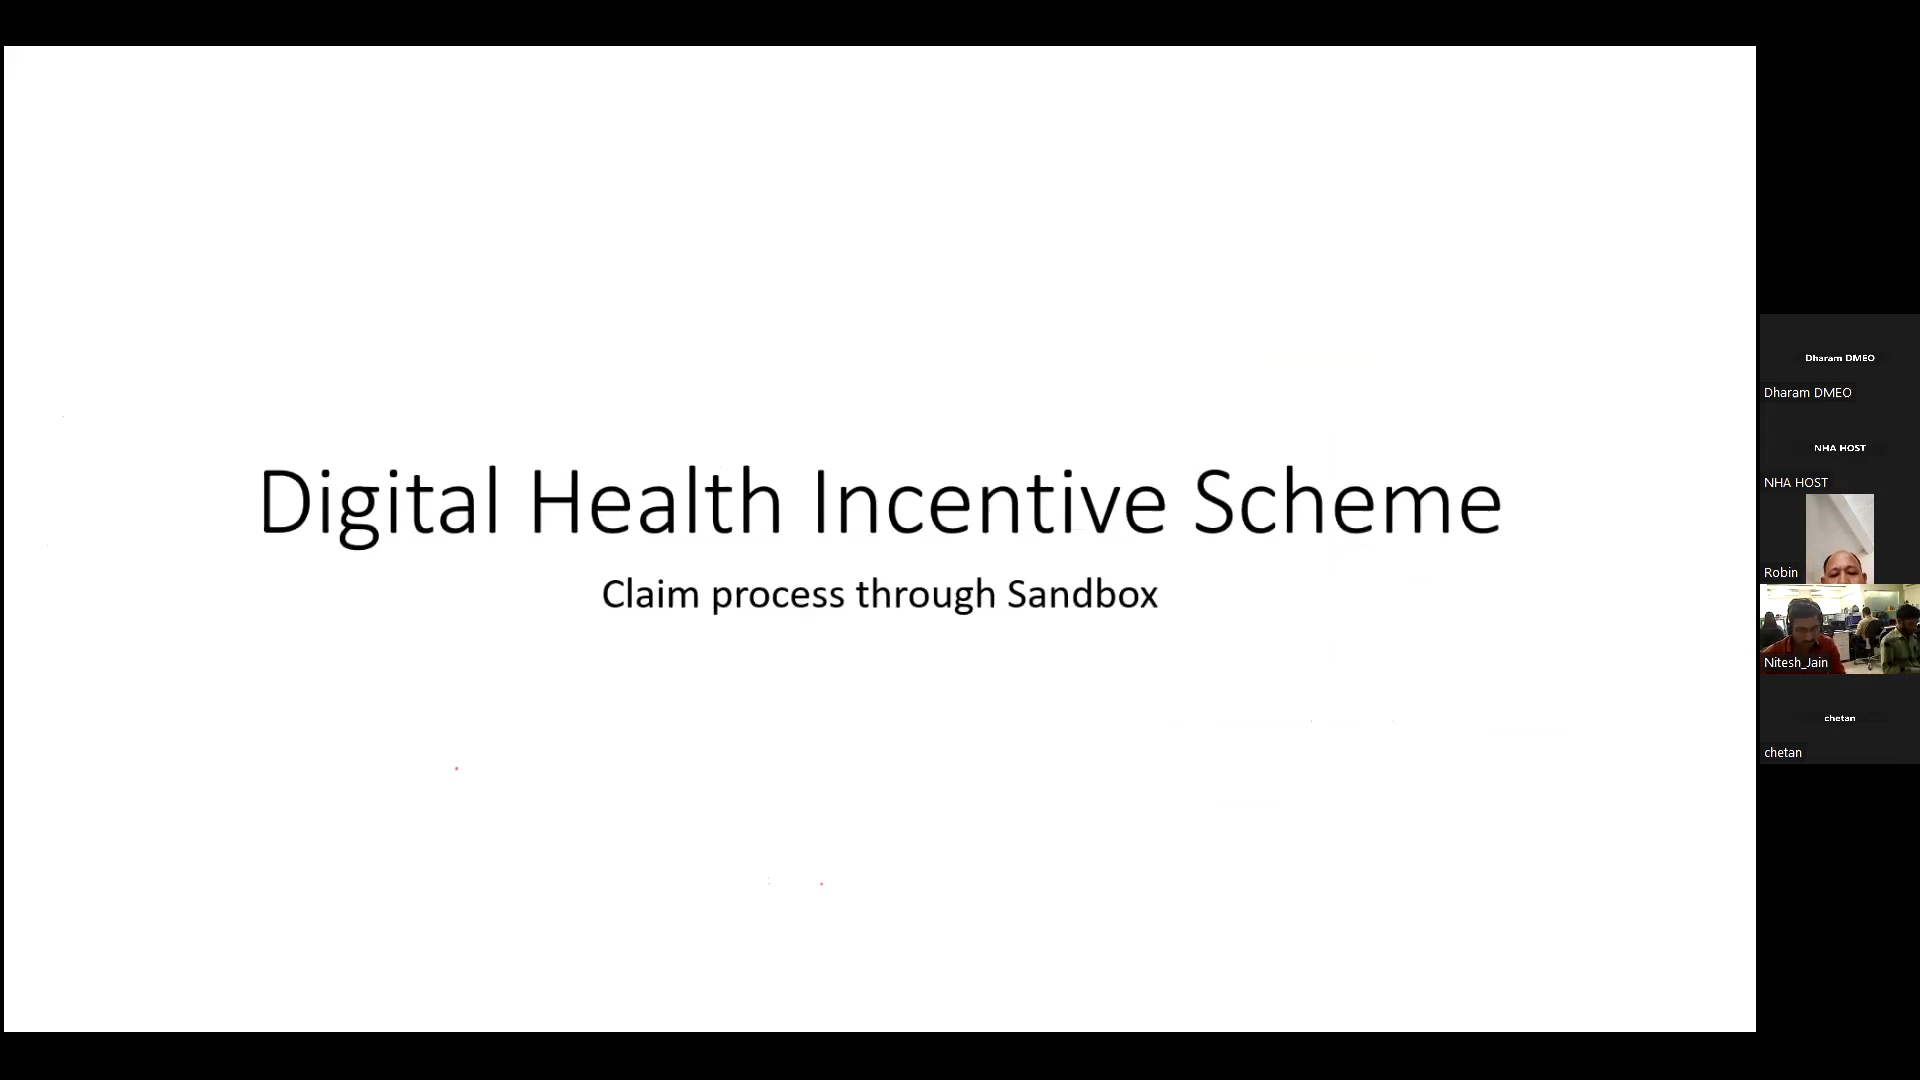 Digital Health Incentive Scheme
Claim process through Sandbox
Dharam DMEO
Dharam DMEO
NHA HOST
NHA HOST
Robin
Nitesh_Jain
chetan
chetan